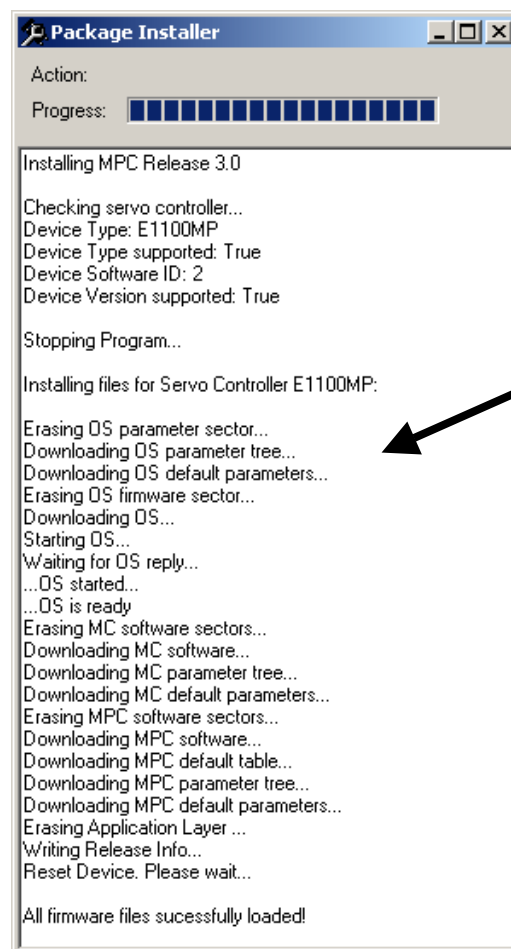 Package Installer
Action:
Progress:
Installing MPC Release 3.0
Checking servo controller...
Device Type: E1100MP
Device Type supported: True
Device Software ID: 2
Device Version supported: True
Stopping Program...
Installing files for Servo Controller E1100MP:
Erasing OS parameter sector...
Downloading OS parameter tree...
Downloading OS default parameters...
Erasing OS firmware sector...
Downloading OS...
Starting OS...
Waiting for OS reply...
...OS started...
...OS is ready
Erasing MC software sectors...
Downloading MC software...
Downloading MC parameter tree...
Downloading MC default parameters...
Erasing MPC software sectors...
Downloading MPC software...
Downloading MPC default table...
Downloading MPC parameter tree...
Downloading MPC default parameters...
Erasing Application Layer ...
Writing Release Info...
Reset Device. Please wait...
All firmware files sucessfully loaded!